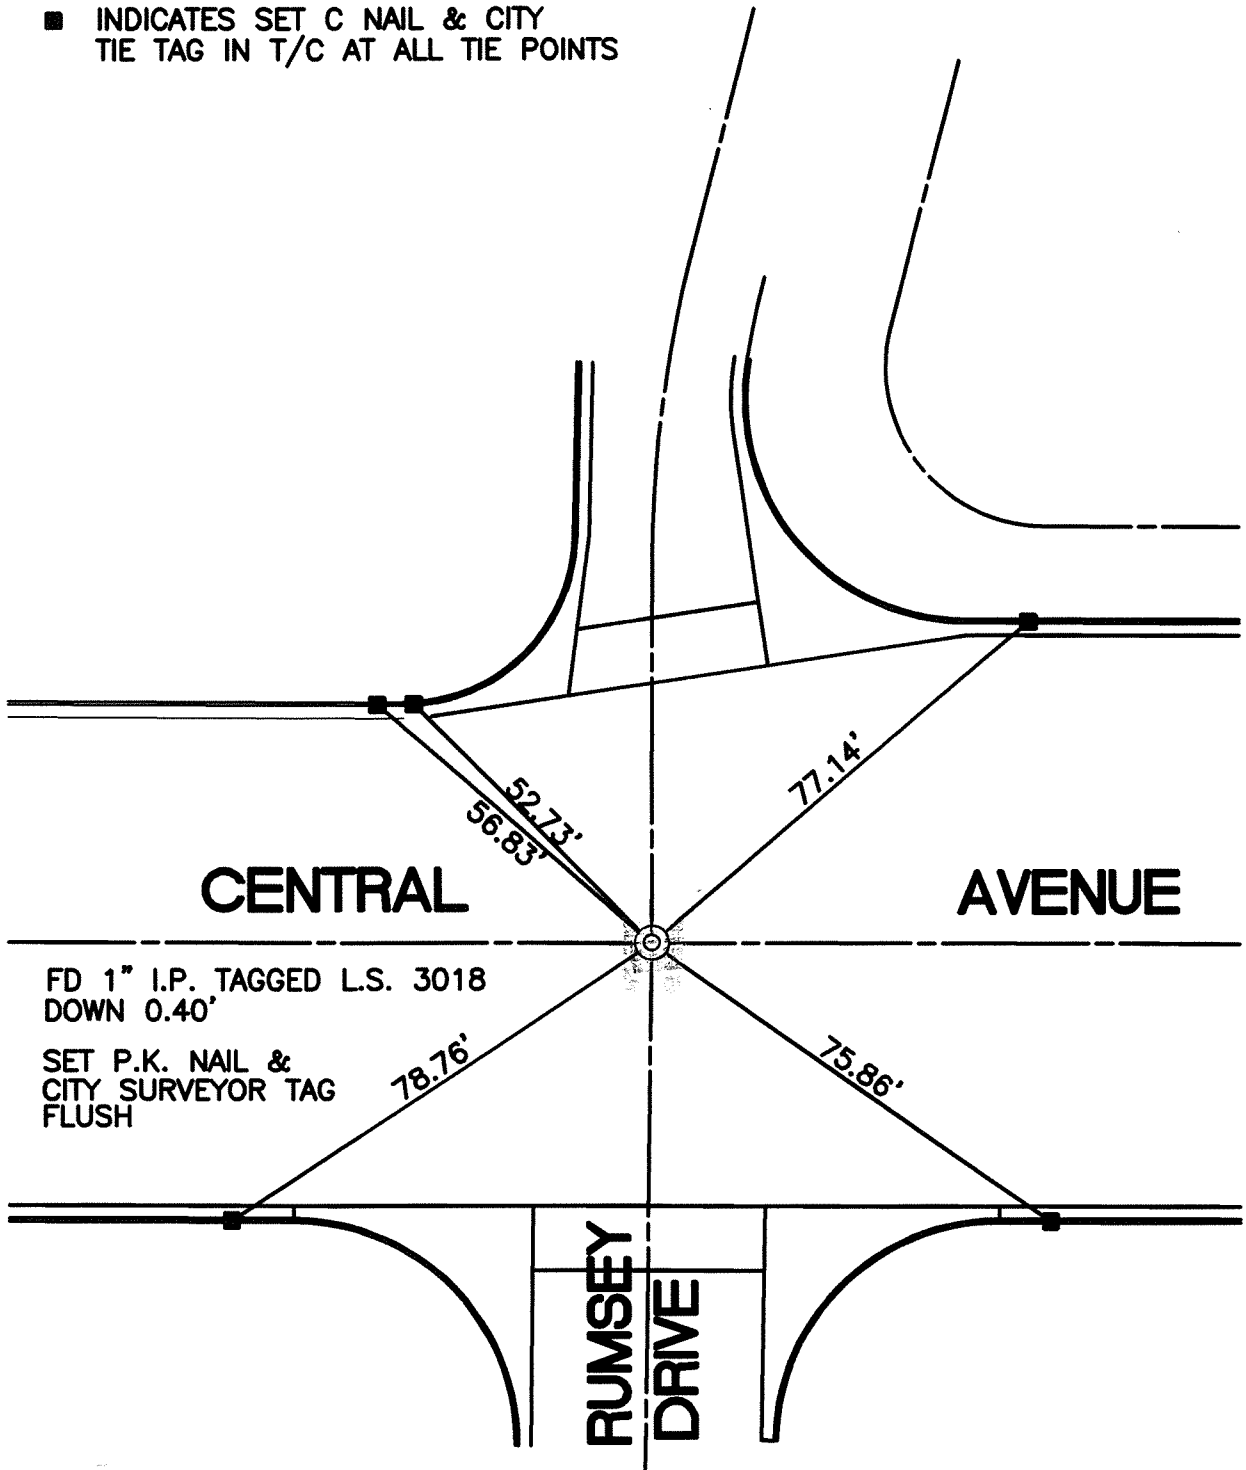 INDICATES SET C NAIL & CITY
TIE TAG IN T/C AT ALL TIE POINTS
77.14'
52.73'
56.83'
CENTRAL
AVENUE
FD 1" I.P. TAGGED L.S. 3018
DOWN 0.40'
SET P.K. NAIL &
CITY SURVEYOR TAG
FLUSH
78.76'
75.86'
RUMSEY
DRIVE